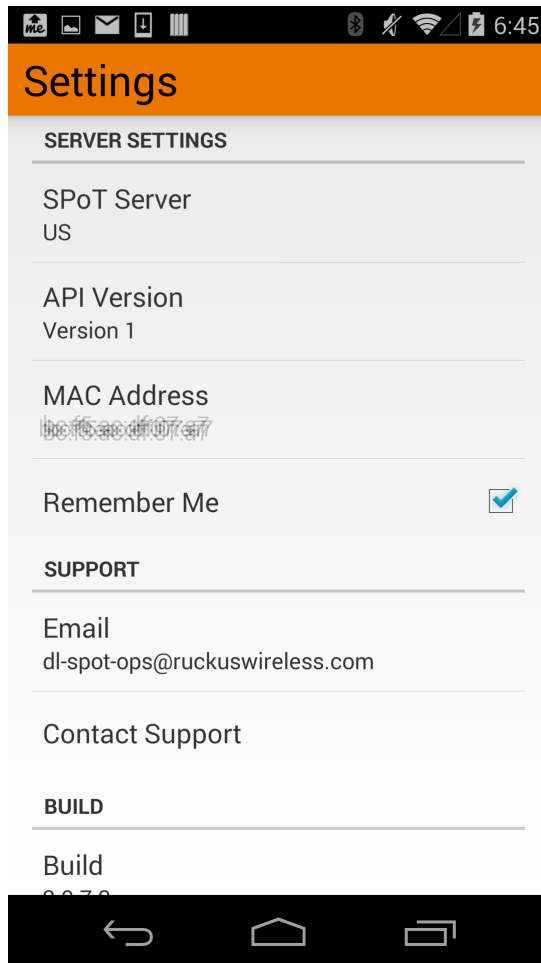 me
6:45
Settings
SERVER SETTINGS
SPoT Server
US
API Version
Version 1
MAC Address
Remember Me
SUPPORT
Email
dl-spot-ops@ruckuswireless.com
Contact Support
BUILD
Build